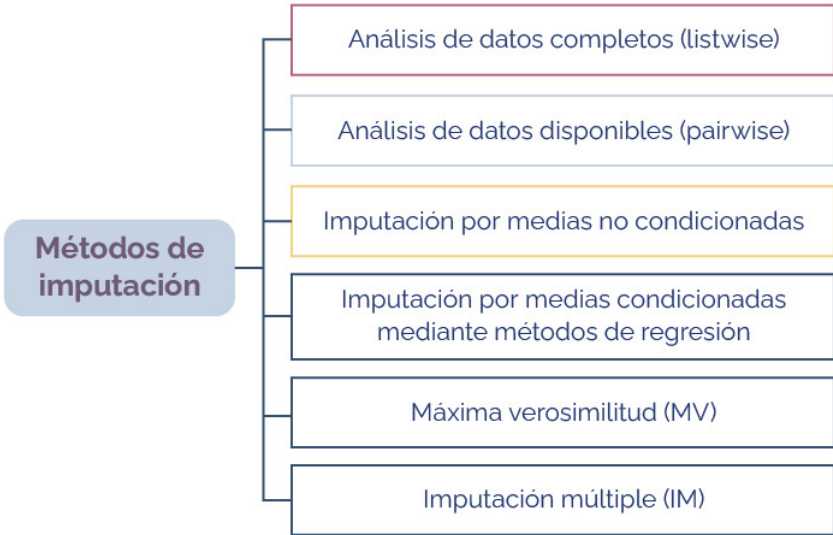 Métodos de
imputación
Análisis de datos completos (listwise)
Análisis de datos disponibles (pairwise)
Imputación por medias no condicionadas
Imputación por medias condicionadas
mediante métodos de regresión
Máxima verosimilitud (MV)
Imputación múltiple (IM)